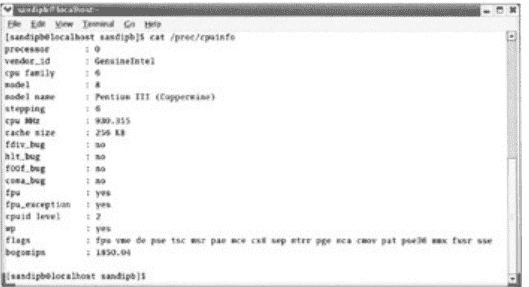 sandipb@localhost:~
File Edit View Terminal Go Help
[sandipb@localhost sandipb]$ cat /proc/cpuinfo
processor : 0
vendor_id : GenuineIntel
cpu family : 6
model : 8
model name : Pentium III (Coppermine)
stepping : 6
cpu MHz : 930.355
cache size : 256 KB
fdiv_bug : no
hlt_bug : no
f00f_bug : no
coma_bug : no
fpu : yes
fpu_exception : yes
cpuid level : 2
wp : yes
flags : fpu vme de pse tsc msr pae mce cx8 sep mtrr pge mca cmov pat pse36 mmx fxsr sse
bogomips : 1850.04
[sandipb@localhost sandipb]$